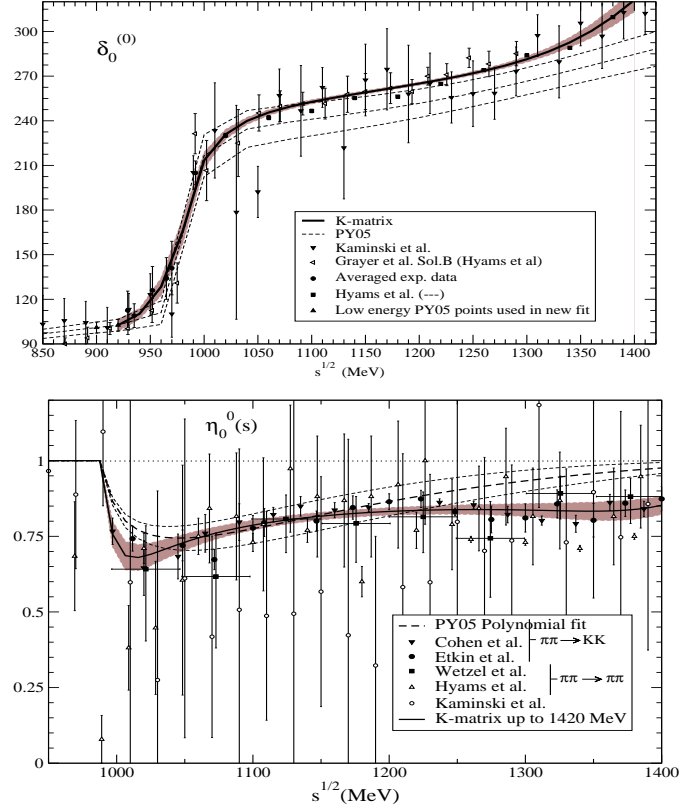 300
270
240
210
180
150
120
90
δ₀⁽⁰⁾
K-matrix
PY05
Kaminski et al.
Grayer et al. Sol.B (Hyams et al)
Averaged exp. data
Hyams et al. (---)
Low energy PY05 points used in new fit
850 900 950 1000 1050 1100 1150 1200 1250 1300 1350 1400
s^{1/2} (MeV)
η₀⁰(s)
1
0.75
0.5
0.25
0
PY05 Polynomial fit
Cohen et al.
Etkin et al.
ππ→KK
Wetzel et al.
Hyams et al.
ππ→ππ
Kaminski et al.
K-matrix up to 1420 MeV
1000 1100 1200 1300 1400
s^{1/2}(MeV)